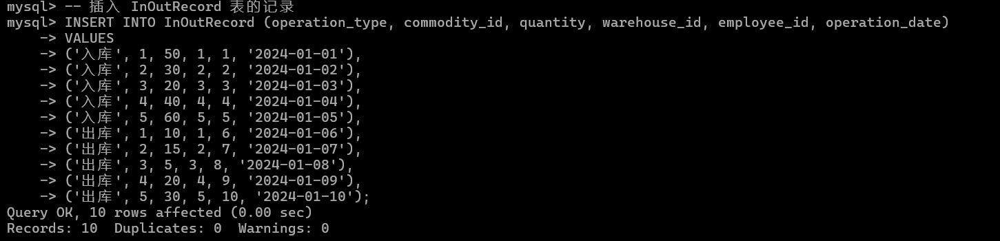 mysql> -- 插入 InOutRecord 表的记录
mysql> INSERT INTO InOutRecord (operation_type, commodity_id, quantity, warehouse_id, employee_id, operation_date)
    -> VALUES
    -> ('入库', 1, 50, 1, 1, '2024-01-01'),
    -> ('入库', 2, 30, 2, 2, '2024-01-02'),
    -> ('入库', 3, 20, 3, 3, '2024-01-03'),
    -> ('入库', 4, 40, 4, 4, '2024-01-04'),
    -> ('入库', 5, 60, 5, 5, '2024-01-05'),
    -> ('出库', 1, 10, 1, 6, '2024-01-06'),
    -> ('出库', 2, 15, 2, 7, '2024-01-07'),
    -> ('出库', 3, 5, 3, 8, '2024-01-08'),
    -> ('出库', 4, 20, 4, 9, '2024-01-09'),
    -> ('出库', 5, 30, 5, 10, '2024-01-10');
Query OK, 10 rows affected (0.00 sec)
Records: 10  Duplicates: 0  Warnings: 0